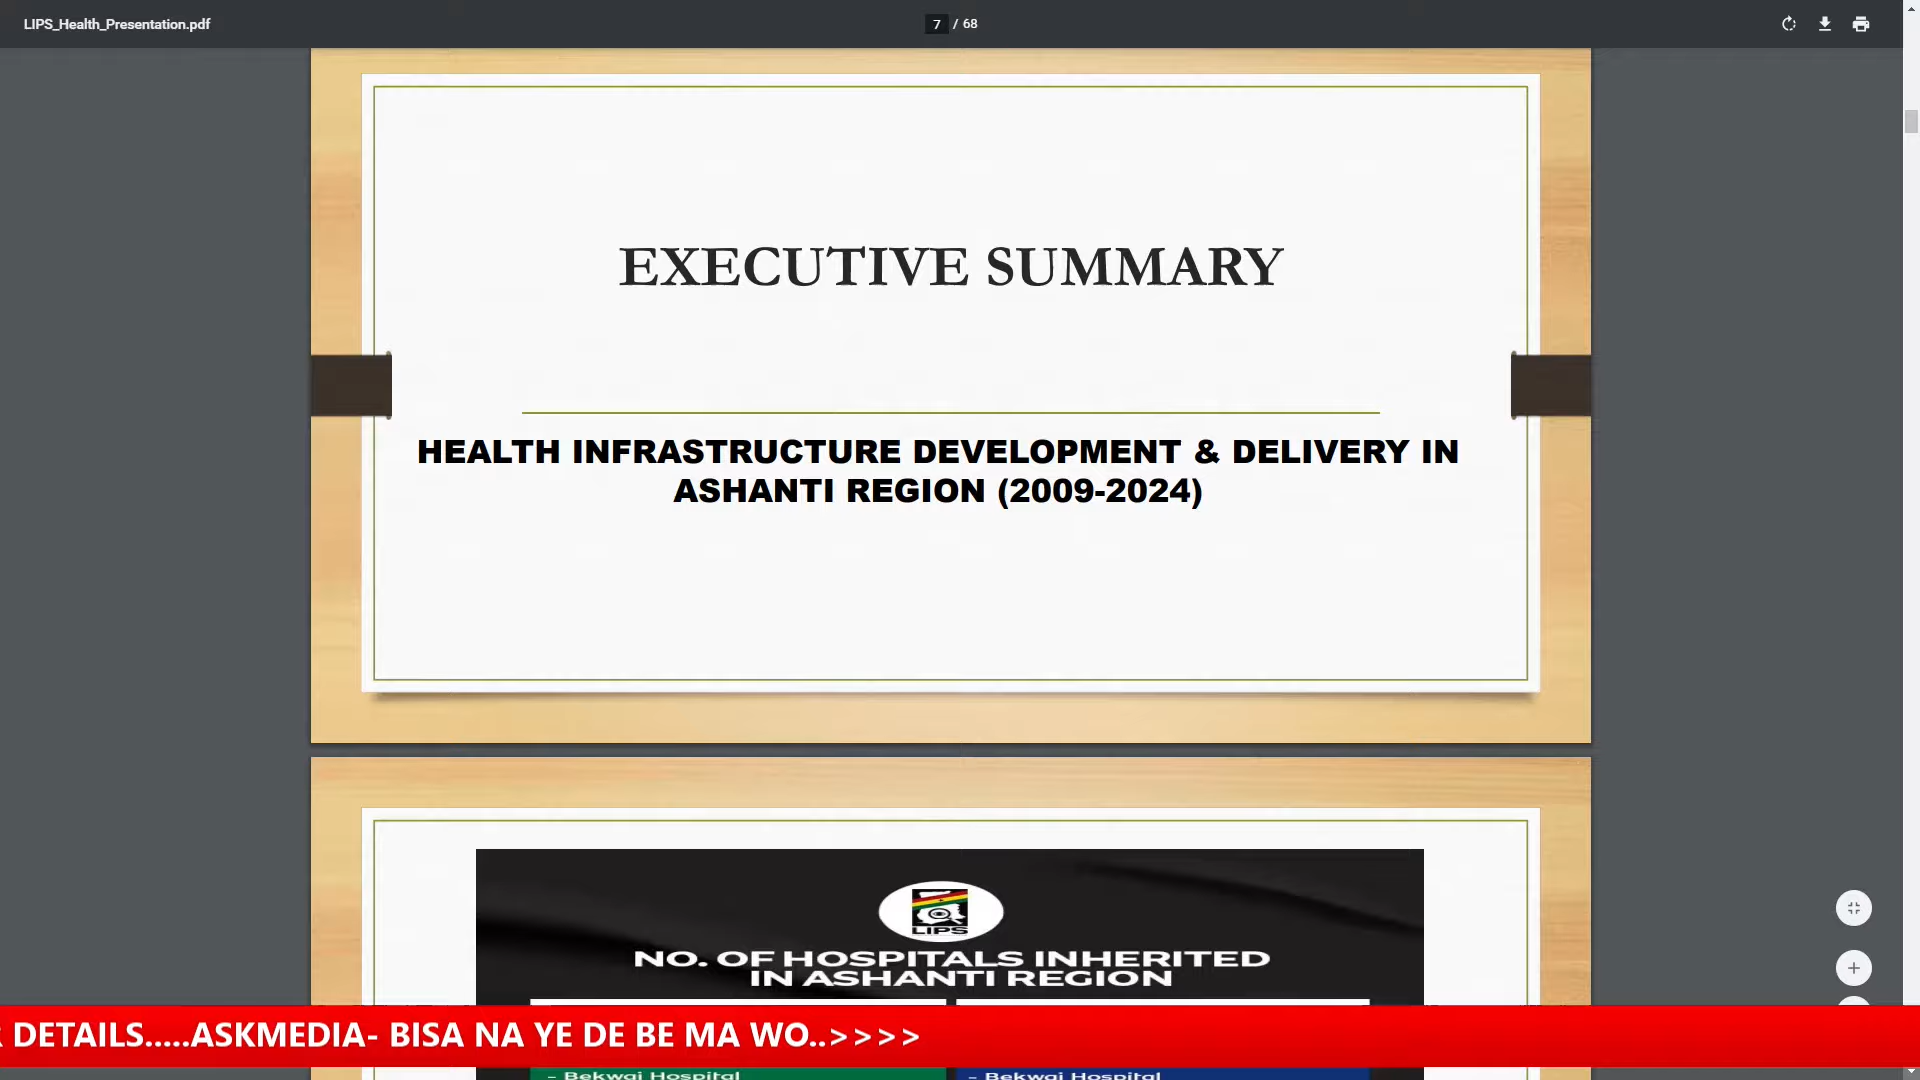 LIPS_Health_Presentation.pdf
7 / 68
EXECUTIVE SUMMARY
HEALTH INFRASTRUCTURE DEVELOPMENT & DELIVERY IN
ASHANTI REGION (2009-2024)
LIPS
NO. OF HOSPITALS INHERITED
IN ASHANTI REGION
DETAILS.....ASKMEDIA- BISA NA YE DE BE MA WO..>>>>
- Bekwai Hospital
- Bekwai Hospital